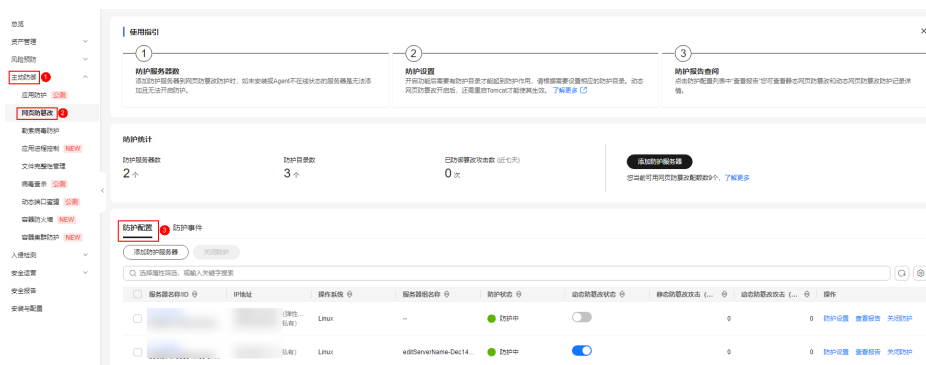 总览
资产管理
风险预防
主动防御 1
应用防护 公测
网页防篡改 2
勒索病毒防护
应用进程控制 NEW
文件完整性管理
病毒查杀 公测
动态端口蜜罐 公测
容器防火墙 NEW
容器集群防护 NEW
入侵检测
安全运营
安全报告
安装与配置
使用指引
1
防护服务器数
添加防护服务器到网页防篡改防护时，如未安装或Agent不在线状态的服务器是无法添
加且无法开启防护。
2
防护设置
开启功能后需要有防护目录才能起到防护作用，请根据需要设置相应的防护目录。动态
网页防篡改开启后，还需重启Tomcat才能使其生效。 了解更多
3
防护报告查阅
点击防护配置列表中“查看报告”您可查看静态网页防篡改和动态网页防篡改防护记录详
情。
防护统计
防护服务器数
2 个
防护目录数
3 个
已防御篡改攻击数 (近七天)
0 次
添加防护服务器
您当前可用网页防篡改配额数9个，了解更多
防护配置 3 防护事件
添加防护服务器 关闭防护
选择属性筛选，或输入关键字搜索
服务器名称/ID IP地址 操作系统 服务器组名称 防护状态 动态防篡改状态 静态防篡改攻击 (... 动态防篡改攻击 (... 操作
(弹性...
私有) Linux -- 防护中 0 0 防护设置 查看报告 关闭防护
私有) Linux editServerName-Dec14... 防护中 0 0 防护设置 查看报告 关闭防护